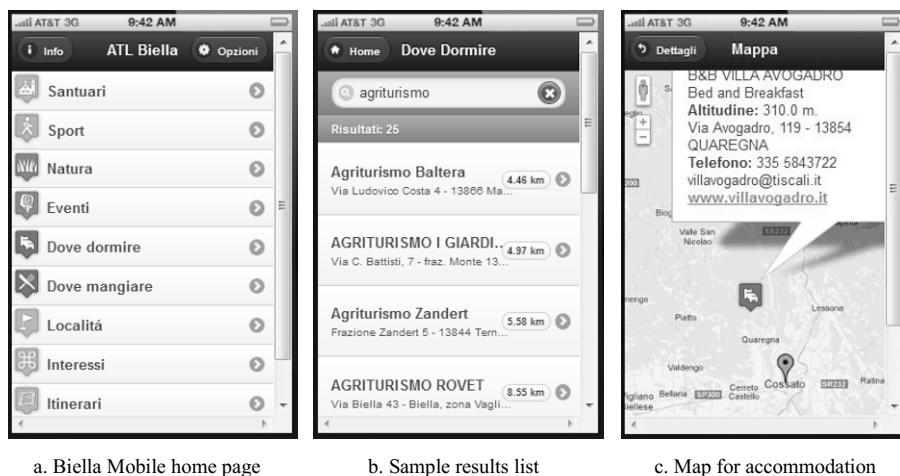 AT&T 3G 9:42 AM
Info ATL Biella Opzioni
Santuari
Sport
Natura
Eventi
Dove dormire
Dove mangiare
Localitá
Interessi
Itinerari
a. Biella Mobile home page
AT&T 3G 9:42 AM
Home Dove Dormire
agriturismo
Risultati: 25
Agriturismo Baltera
4.46 km
Via Ludovico Costa 4 - 13866 Ma...
AGRITURISMO I GIARDI...
4.97 km
Via C. Battisti, 7 - fraz. Monte 13...
Agriturismo Zandert
5.58 km
Frazione Zandert 5 - 13844 Tern...
AGRITURISMO ROVET
8.55 km
Via Biella 43 - Biella, zona Vagli...
b. Sample results list
AT&T 3G 9:42 AM
Dettagli Mappa
B&B VILLA AVOGADRO
Bed and Breakfast
Altitudine: 310.0 m.
Via Avogadro, 119 - 13854
QUAREGNA
Telefono: 335 5843722
villavogadro@tiscali.it
www.villavogadro.it
Valle San
Nicolao
SS232
Piatto
Lessona
Quaregna
Valdengo
Cossato
SR232
Ratina
Cerreto
Castello
SP300
c. Map for accommodation